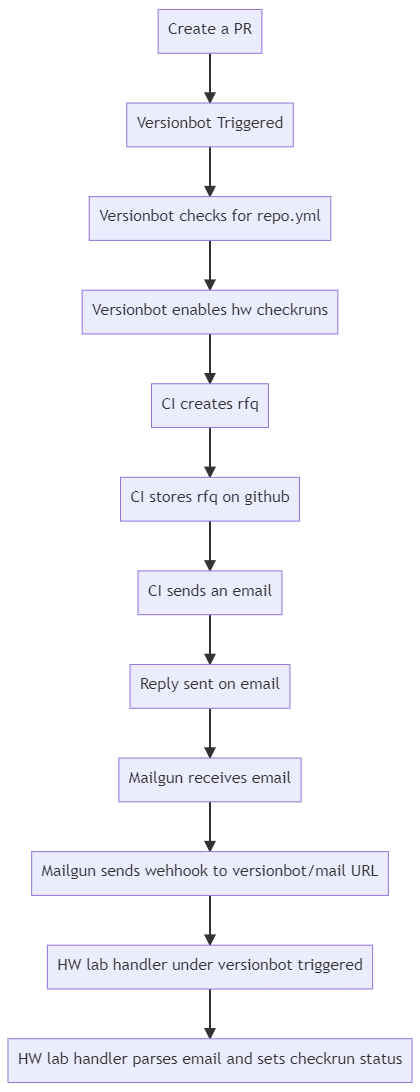 Create a PR
Versionbot Triggered
Versionbot checks for repo.yml
Versionbot enables hw checkruns
CI creates rfq
CI stores rfq on github
CI sends an email
Reply sent on email
Mailgun receives email
Mailgun sends wehhook to versionbot/mail URL
HW lab handler under versionbot triggered
HW lab handler parses email and sets checkrun status